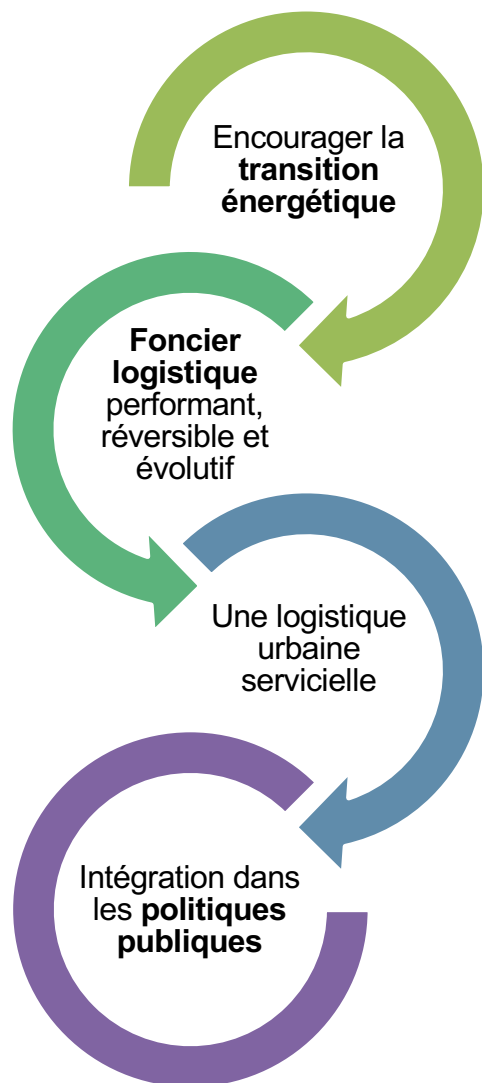 Encourager la
transition
énergétique
Foncier
logistique
performant,
réversible et
évolutif
Une logistique
urbaine
servicielle
Intégration dans
les politiques
publiques